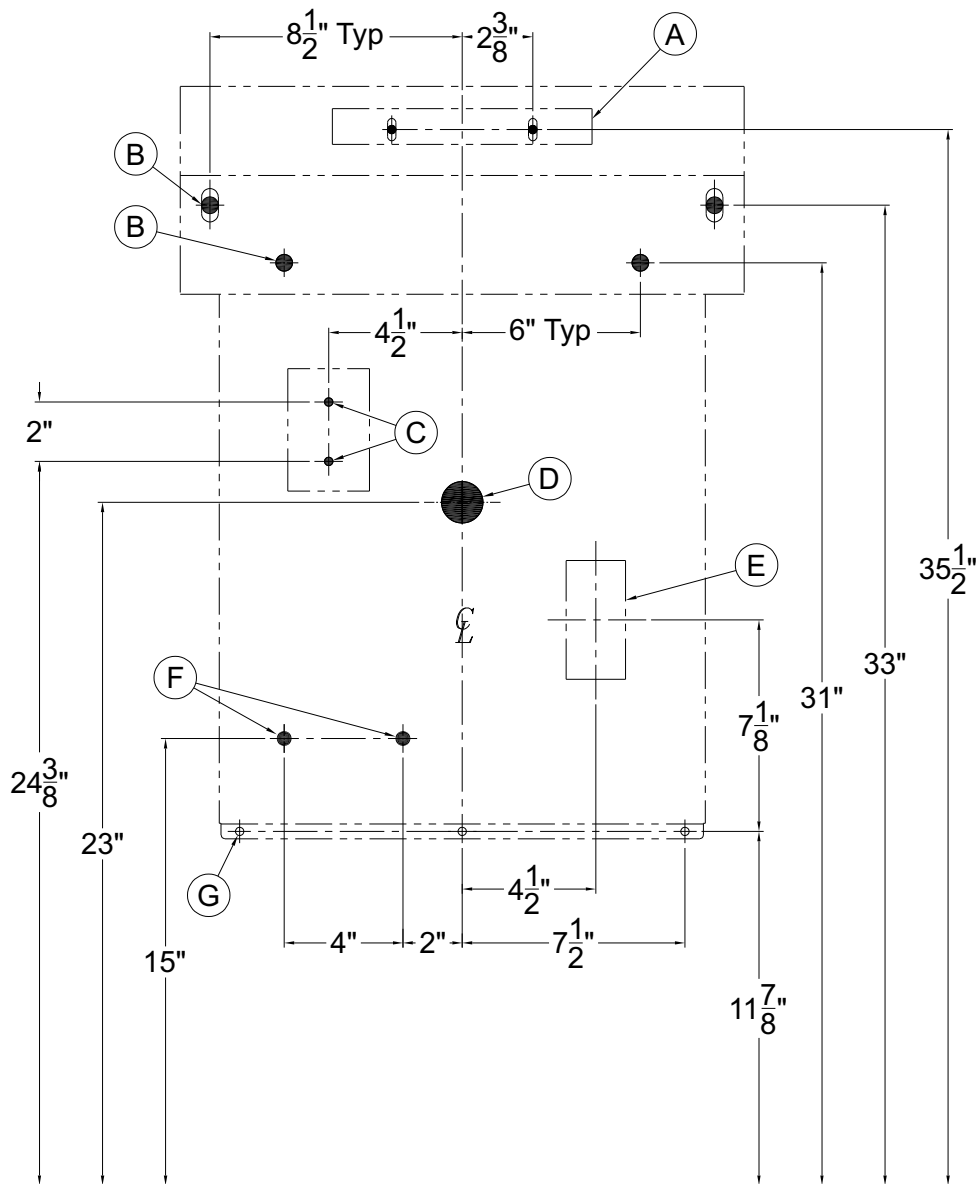 8 1/2" Typ
2 3/8"
A
B
B
4 1/2"
6" Typ
2"
C
D
35 1/2"
E
C L
F
33"
31"
7 1/8"
24 3/8"
23"
G
4 1/2"
4"
2"
7 1/2"
15"
11 7/8"